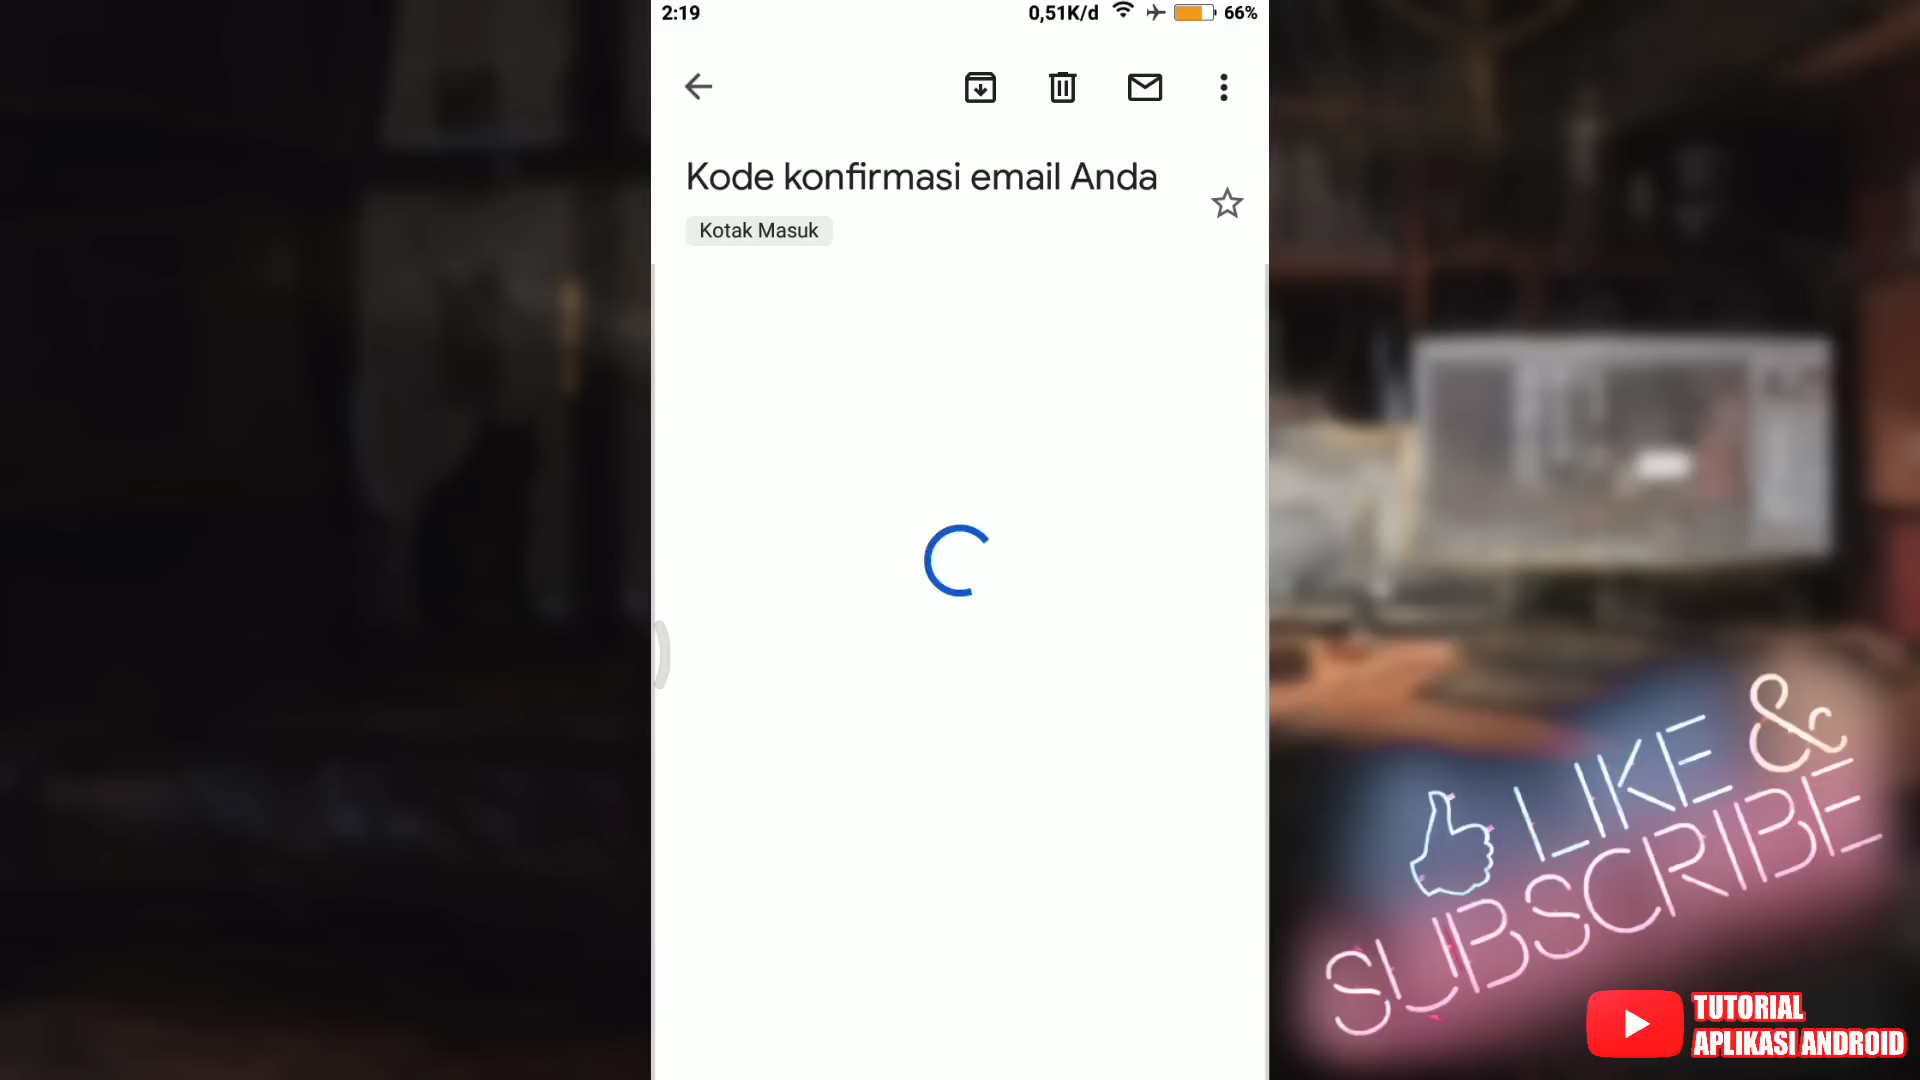 2:19
0,51K/d
66%
Kode konfirmasi email Anda
Kotak Masuk
LIKE &
SUBSCRIBE
TUTORIAL
APLIKASI ANDROID